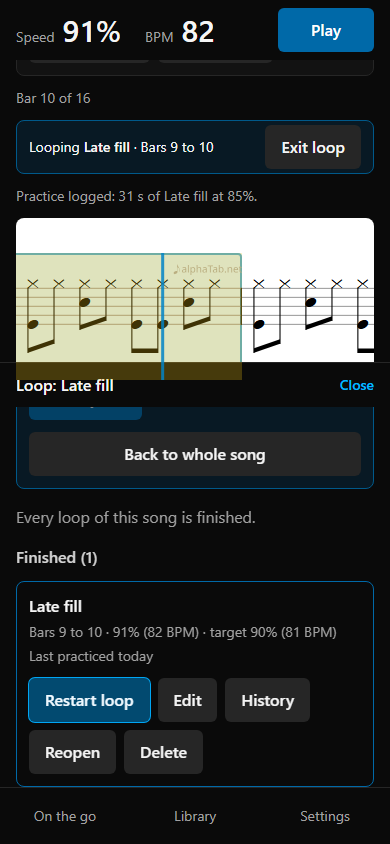 Speed 91% BPM 82 Play
Bar 10 of 16
Looping Late fill · Bars 9 to 10 Exit loop
Practice logged: 31 s of Late fill at 85%.
♪alphaTab.net
Loop: Late fill Close
Back to whole song
Every loop of this song is finished.
Finished (1)
Late fill
Bars 9 to 10 · 91% (82 BPM) · target 90% (81 BPM)
Last practiced today
Restart loop Edit History
Reopen Delete
On the go Library Settings